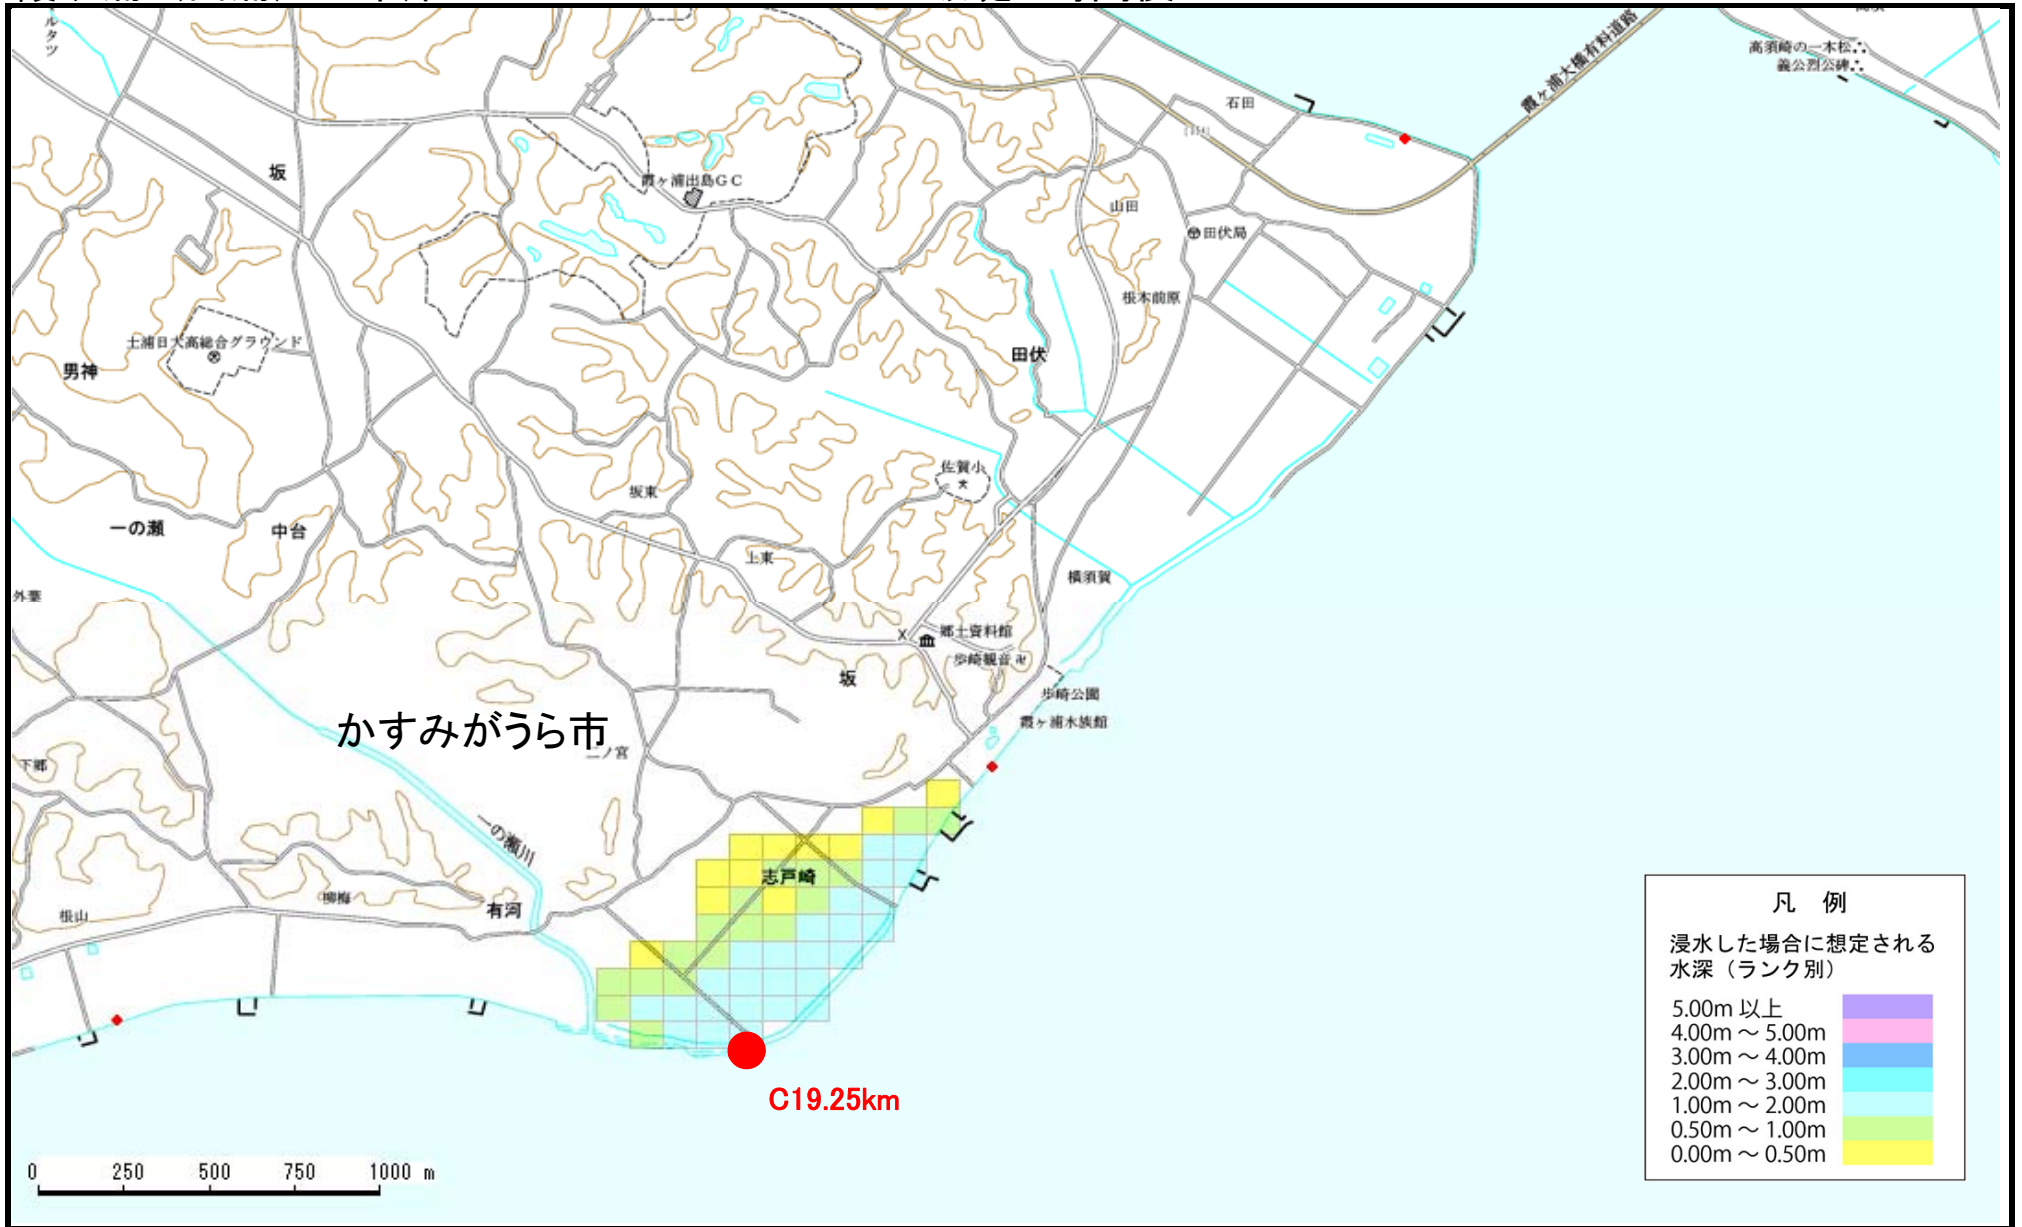 ルタツ
高須崎の一本松
義公烈公碑
霞ヶ浦大橋有料道路
石田
坂
霞ヶ浦出島GC
山田
田伏局
根木前原
土浦日大高総合グラウンド
男神
田伏
佐賀小
坂東
一の瀬
中台
上東
横須賀
外輩
郷土資料館
歩崎観音
坂
歩崎公園
霞ヶ浦水族館
かすみがうら市
二ノ宮
下郷
一の瀬川
志戸崎
柳梅
有河
根山
C19.25km
凡 例
浸水した場合に想定される
水深（ランク別）
5.00m 以上
4.00m ～ 5.00m
3.00m ～ 4.00m
2.00m ～ 3.00m
1.00m ～ 2.00m
0.50m ～ 1.00m
0.00m ～ 0.50m
0 250 500 750 1000 m